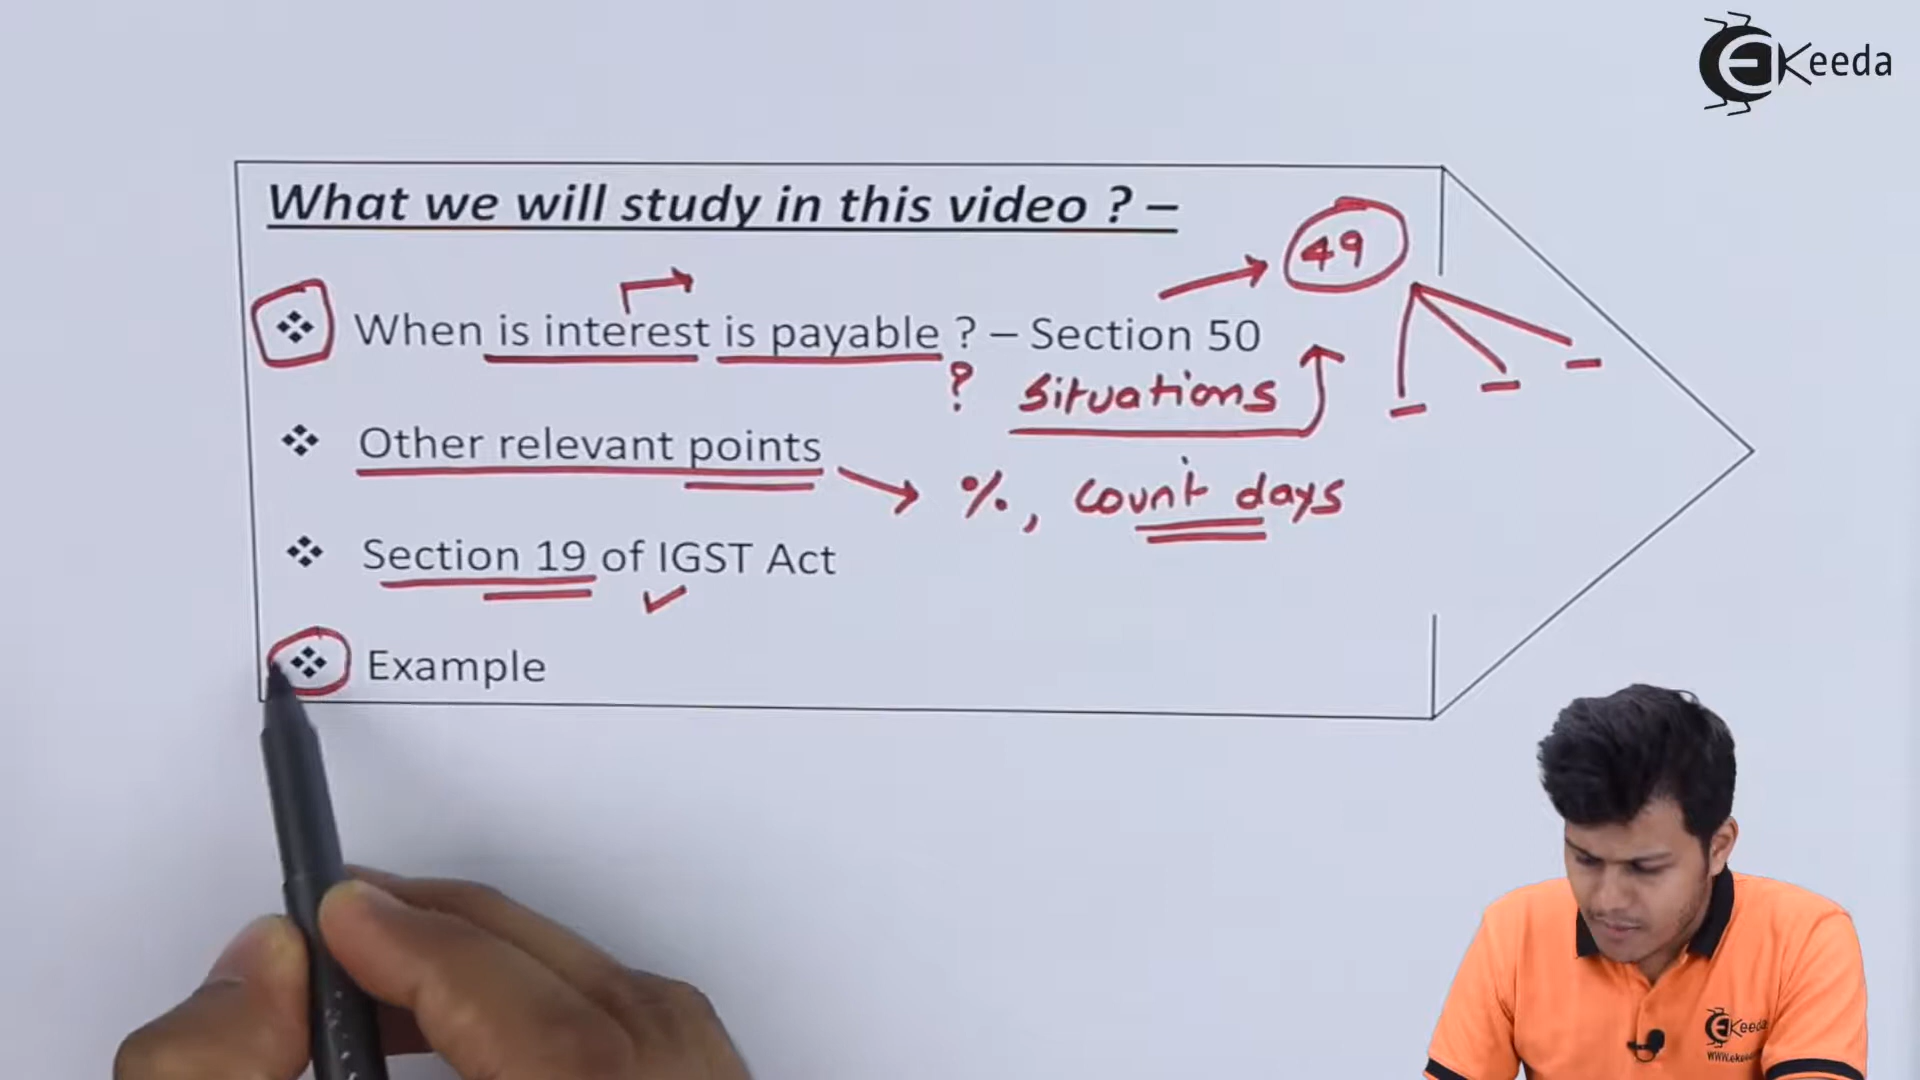 EKeeda
What we will study in this video ? –
49
❖ When is interest is payable ? – Section 50
? situations
❖ Other relevant points
%, count days
❖ Section 19 of IGST Act
❖ Example
EKeeda